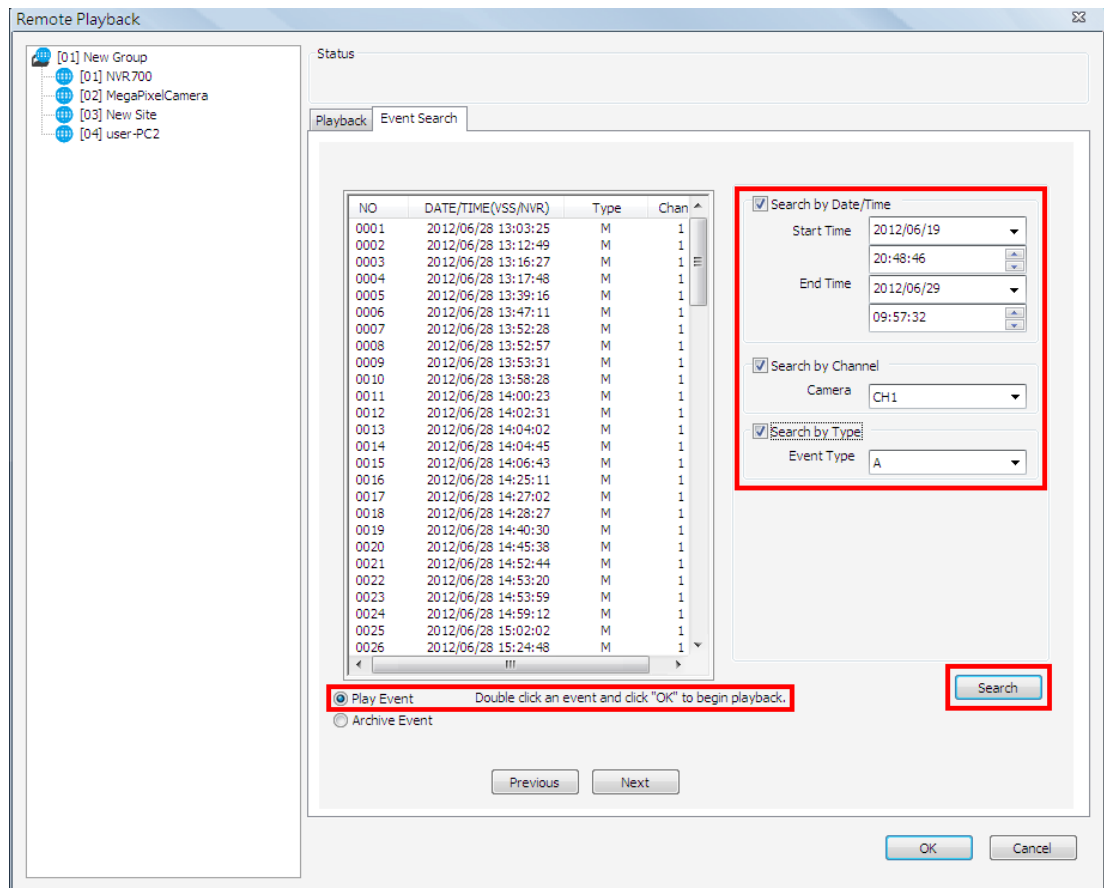 Remote Playback
[01] New Group
[01] NVR700
[02] MegaPixelCamera
[03] New Site
[04] user-PC2
Status
Playback Event Search
NO DATE/TIME(VSS/NVR) Type Chan
0001 2012/06/28 13:03:25 M 1
0002 2012/06/28 13:12:49 M 1
0003 2012/06/28 13:16:27 M 1
0004 2012/06/28 13:17:48 M 1
0005 2012/06/28 13:39:16 M 1
0006 2012/06/28 13:47:11 M 1
0007 2012/06/28 13:52:28 M 1
0008 2012/06/28 13:52:57 M 1
0009 2012/06/28 13:53:31 M 1
0010 2012/06/28 13:58:28 M 1
0011 2012/06/28 14:00:23 M 1
0012 2012/06/28 14:02:31 M 1
0013 2012/06/28 14:04:02 M 1
0014 2012/06/28 14:04:45 M 1
0015 2012/06/28 14:06:43 M 1
0016 2012/06/28 14:25:11 M 1
0017 2012/06/28 14:27:02 M 1
0018 2012/06/28 14:28:27 M 1
0019 2012/06/28 14:40:30 M 1
0020 2012/06/28 14:45:38 M 1
0021 2012/06/28 14:52:44 M 1
0022 2012/06/28 14:53:20 M 1
0023 2012/06/28 14:53:59 M 1
0024 2012/06/28 14:59:12 M 1
0025 2012/06/28 15:02:02 M 1
0026 2012/06/28 15:24:48 M 1
Search by Date/Time
Start Time 2012/06/19
20:48:46
End Time 2012/06/29
09:57:32
Search by Channel
Camera CH1
Search by Type
Event Type A
Search
Play Event Double click an event and click "OK" to begin playback.
Archive Event
Previous Next
OK Cancel